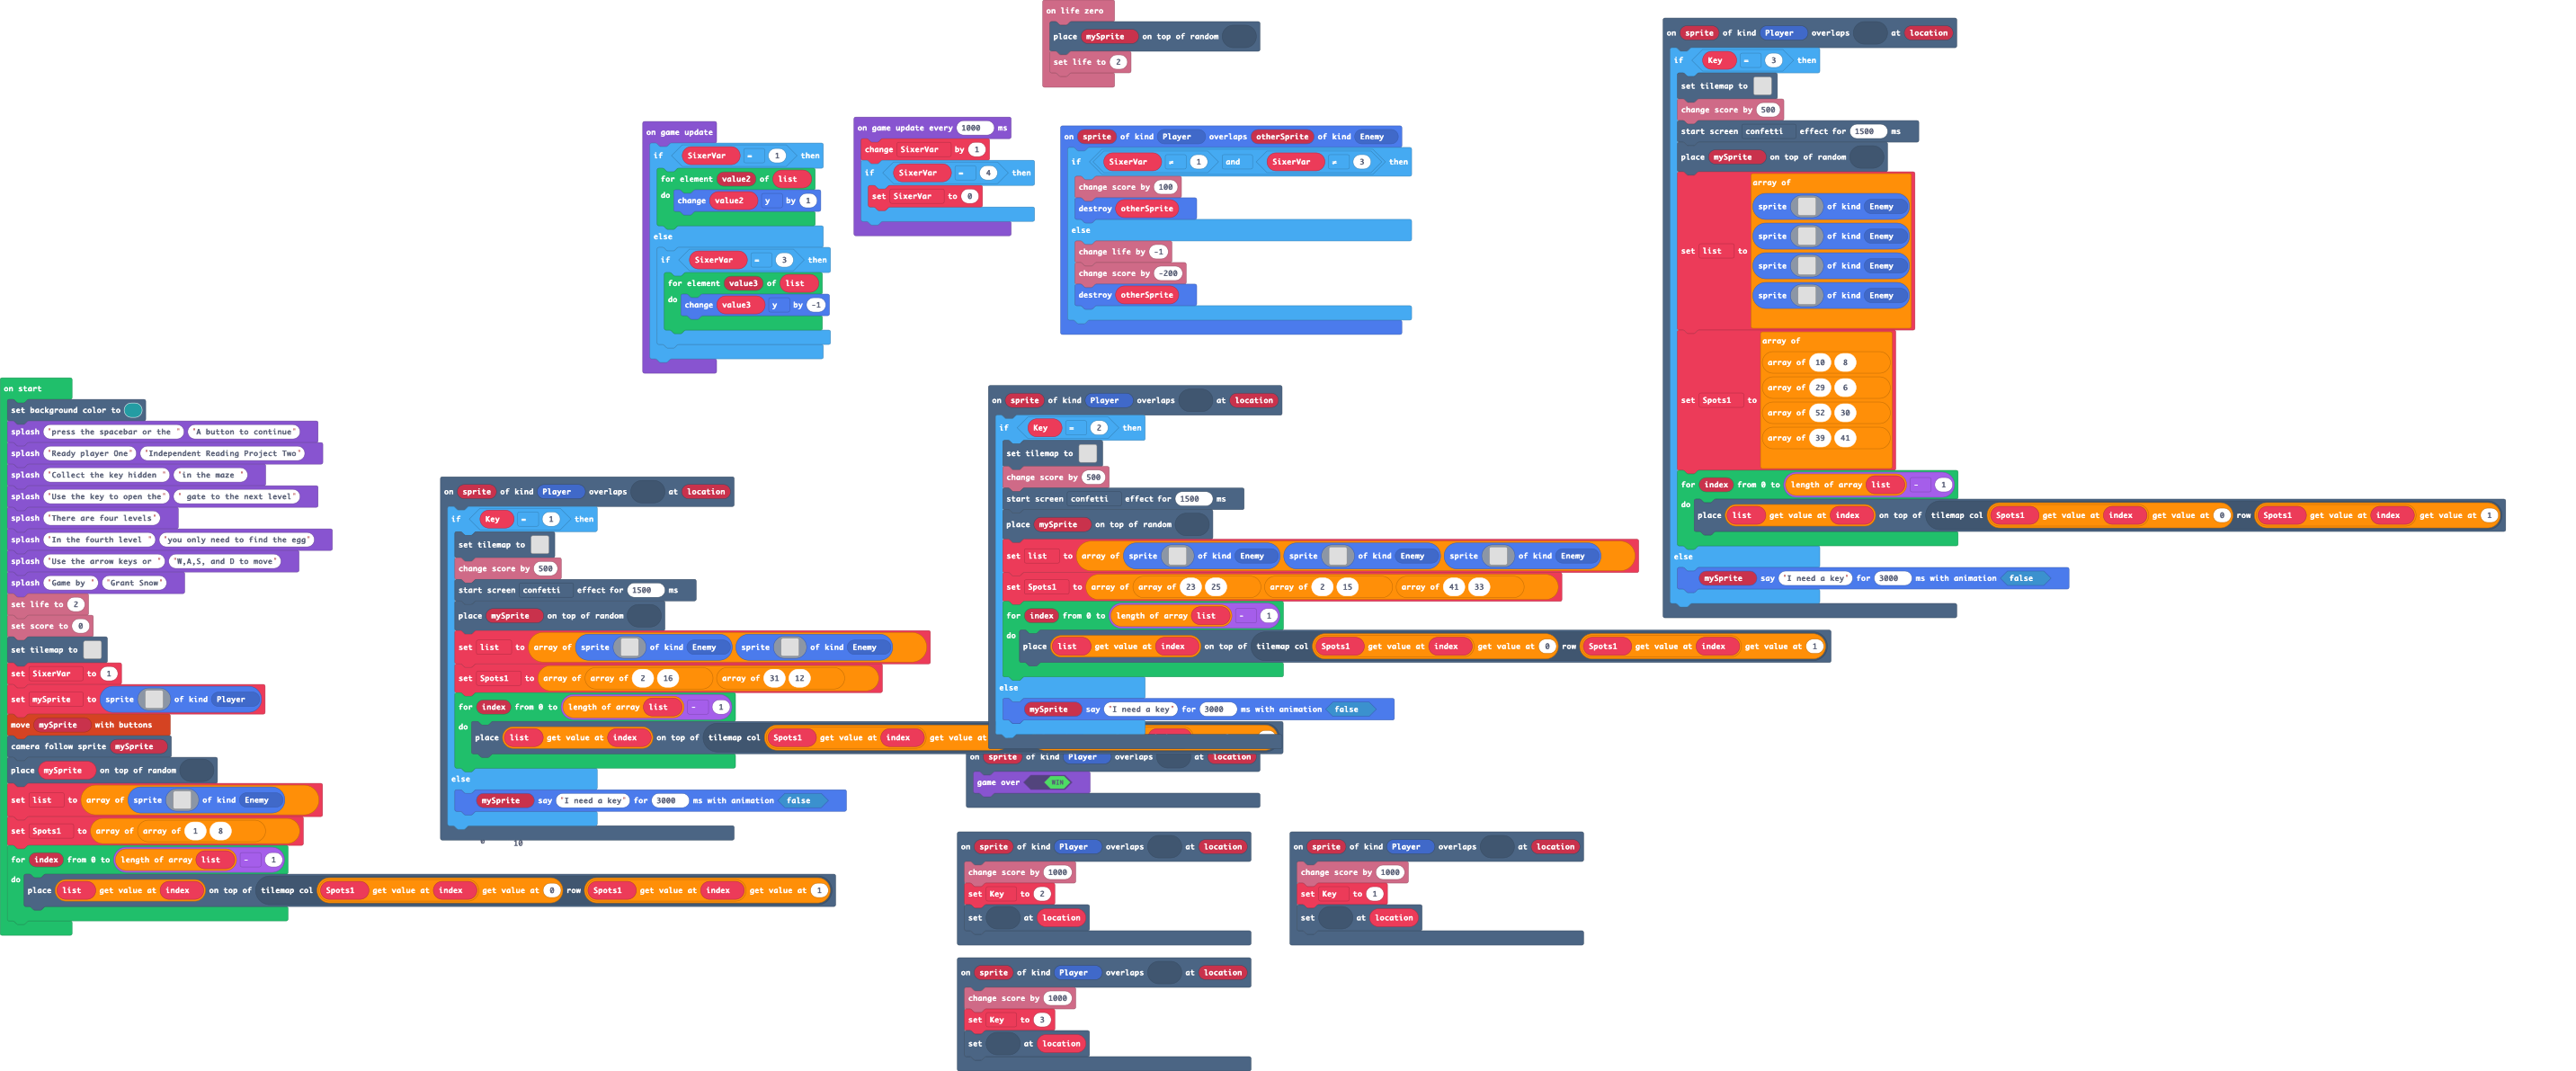 on start
set background color to
splash "press the spacebar or the " "A button to continue"
splash "Ready player One" "Independent Reading Project Two"
splash "Collect the key hidden " "in the maze "
splash "Use the key to open the" " gate to the next level"
splash "There are four levels"
splash "In the fourth level " "you only need to find the egg"
splash "Use the arrow keys or " "W,A,S, and D to move"
splash "Game by " "Grant Snow"
set life to 2
set score to 0
set tilemap to
set SixerVar to 1
set mySprite to sprite of kind Player
move mySprite with buttons
camera follow sprite mySprite
place mySprite on top of random
set list to array of sprite of kind Enemy
set Spots1 to array of array of 1 8
for index from 0 to length of array list - 1
do place list get value at index on top of tilemap col Spots1 get value at index get value at 0 row Spots1 get value at index get value at 1
on sprite of kind Player overlaps at location
if Key = 1 then
set tilemap to
change score by 500
start screen confetti effect for 1500 ms
place mySprite on top of random
set list to array of sprite of kind Enemy sprite of kind Enemy
set Spots1 to array of array of 2 16 array of 31 12
for index from 0 to length of array list - 1
do place list get value at index on top of tilemap col Spots1 get value at index get value at
else
mySprite say "I need a key" for 3000 ms with animation false
10
on game update
if SixerVar = 1 then
for element value2 of list
do change value2 y by 1
else
if SixerVar = 3 then
for element value3 of list
do change value3 y by -1
on game update every 1000 ms
change SixerVar by 1
if SixerVar = 4 then
set SixerVar to 0
on life zero
place mySprite on top of random
set life to 2
on sprite of kind Player overlaps otherSprite of kind Enemy
if SixerVar ≠ 1 and SixerVar ≠ 3 then
change score by 100
destroy otherSprite
else
change life by -1
change score by -200
destroy otherSprite
on sprite of kind Player overlaps at location
if Key = 2 then
set tilemap to
change score by 500
start screen confetti effect for 1500 ms
place mySprite on top of random
set list to array of sprite of kind Enemy sprite of kind Enemy sprite of kind Enemy
set Spots1 to array of array of 23 25 array of 2 15 array of 41 33
for index from 0 to length of array list - 1
do place list get value at index on top of tilemap col Spots1 get value at index get value at 0 row Spots1 get value at index get value at 1
else
mySprite say "I need a key" for 3000 ms with animation false
on sprite of kind Player overlaps at location
game over WIN
on sprite of kind Player overlaps at location
change score by 1000
set Key to 2
set at location
on sprite of kind Player overlaps at location
change score by 1000
set Key to 1
set at location
on sprite of kind Player overlaps at location
change score by 1000
set Key to 3
set at location
on sprite of kind Player overlaps at location
if Key = 3 then
set tilemap to
change score by 500
start screen confetti effect for 1500 ms
place mySprite on top of random
set list to array of
sprite of kind Enemy
sprite of kind Enemy
sprite of kind Enemy
sprite of kind Enemy
set Spots1 to array of
array of 10 8
array of 29 6
array of 52 30
array of 39 41
for index from 0 to length of array list - 1
do place list get value at index on top of tilemap col Spots1 get value at index get value at 0 row Spots1 get value at index get value at 1
else
mySprite say "I need a key" for 3000 ms with animation false